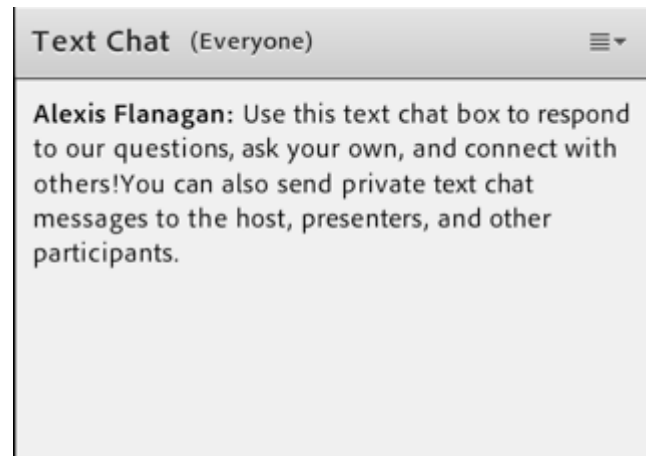 Text Chat (Everyone)
Alexis Flanagan: Use this text chat box to respond
to our questions, ask your own, and connect with
others!You can also send private text chat
messages to the host, presenters, and other
participants.